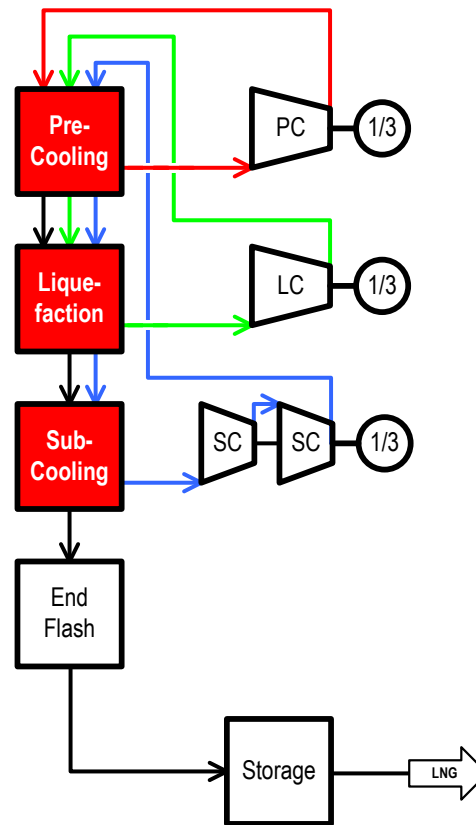 Pre-
Cooling
PC
1/3
Lique-
faction
LC
1/3
Sub-
Cooling
SC
SC
1/3
End
Flash
Storage
LNG